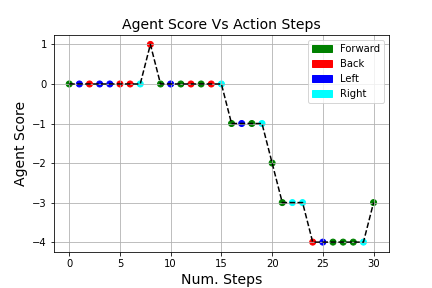 Agent Score Vs Action Steps
Forward
Back
Left
Right
1
0
−1
−2
−3
−4
Agent Score
0 5 10 15 20 25 30
Num. Steps